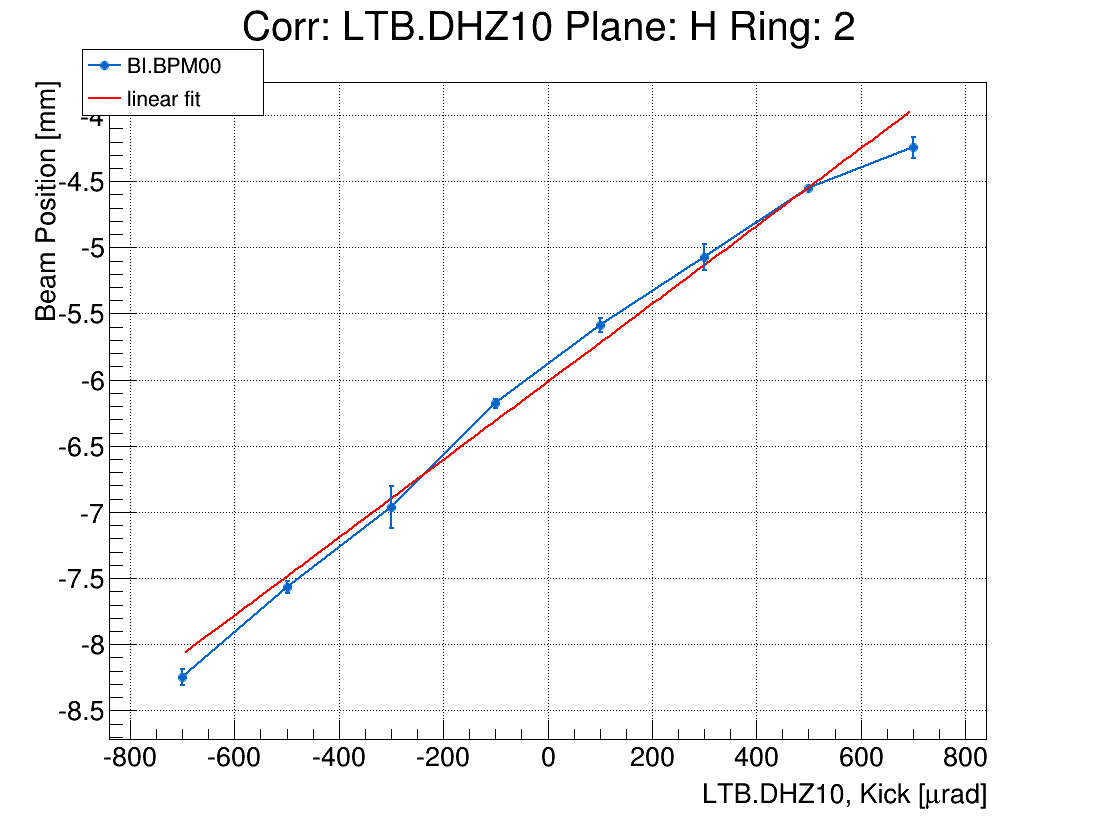 Corr: LTB.DHZ10 Plane: H Ring: 2
BI.BPM00
linear fit
Beam Position [mm]
-4
-4.5
-5
-5.5
-6
-6.5
-7
-7.5
-8
-8.5
-800 -600 -400 -200 0 200 400 600 800
LTB.DHZ10, Kick [μrad]